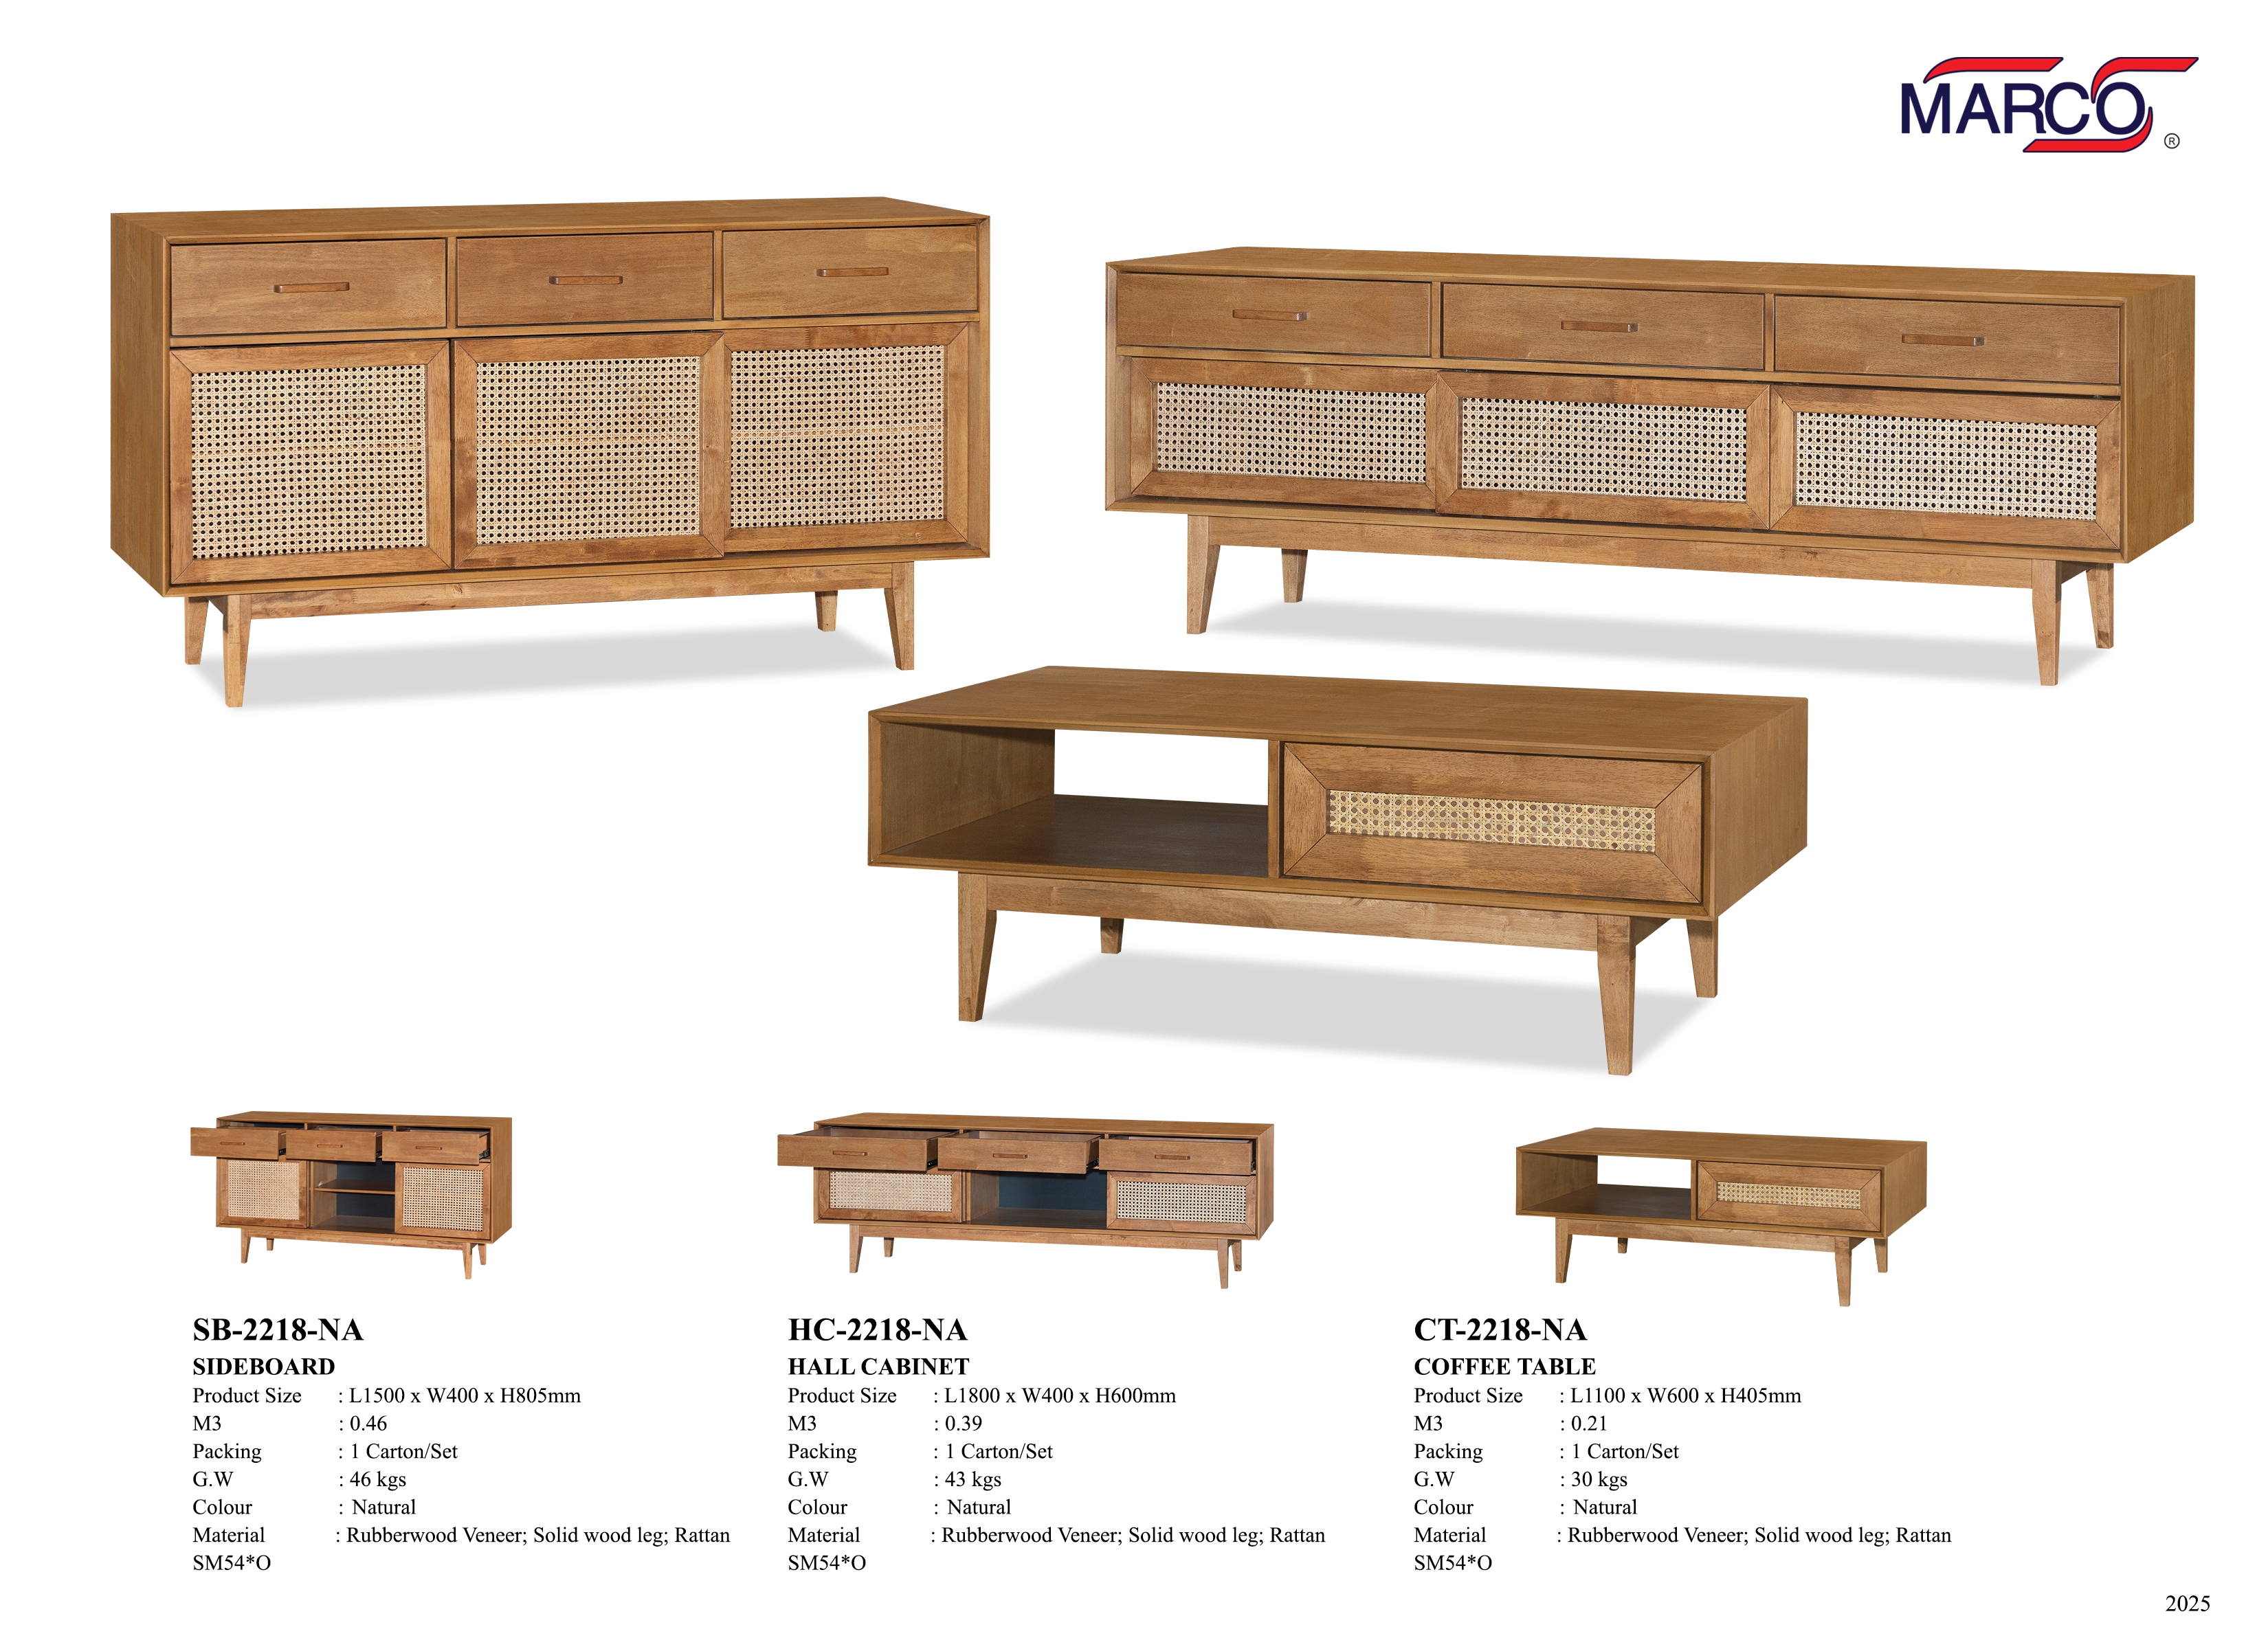 MARCO ®
SB-2218-NA
SIDEBOARD
Product Size : L1500 x W400 x H805mm
M3 : 0.46
Packing : 1 Carton/Set
G.W : 46 kgs
Colour : Natural
Material : Rubberwood Veneer; Solid wood leg; Rattan
SM54*O
HC-2218-NA
HALL CABINET
Product Size : L1800 x W400 x H600mm
M3 : 0.39
Packing : 1 Carton/Set
G.W : 43 kgs
Colour : Natural
Material : Rubberwood Veneer; Solid wood leg; Rattan
SM54*O
CT-2218-NA
COFFEE TABLE
Product Size : L1100 x W600 x H405mm
M3 : 0.21
Packing : 1 Carton/Set
G.W : 30 kgs
Colour : Natural
Material : Rubberwood Veneer; Solid wood leg; Rattan
SM54*O
2025